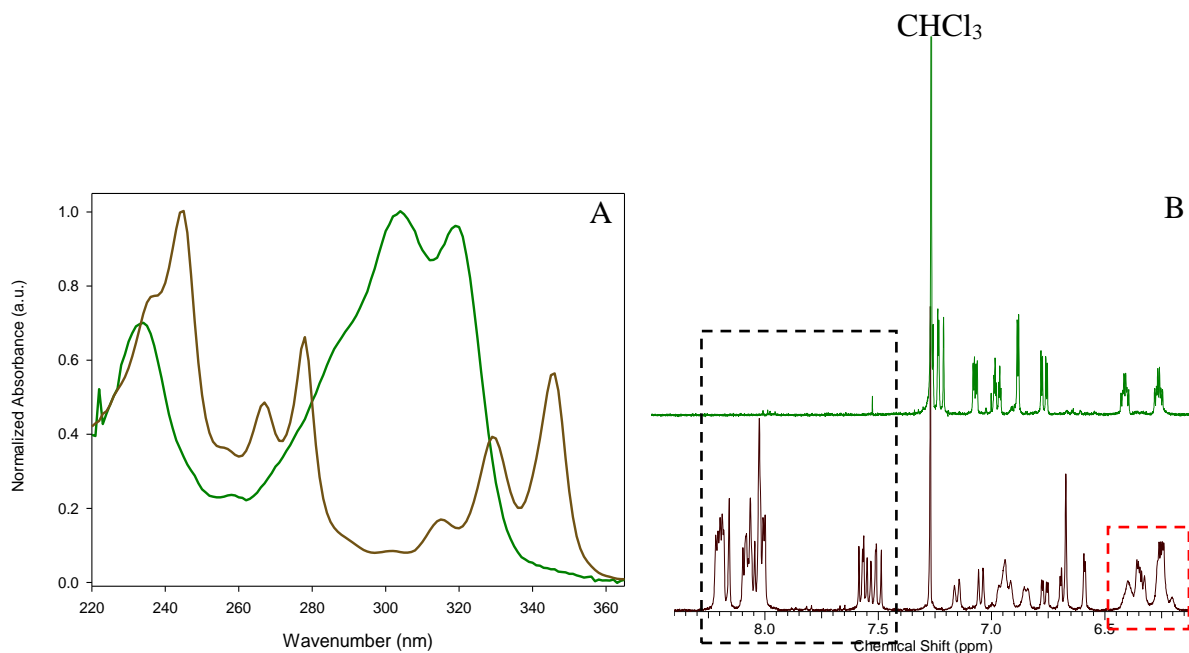 CHCl₃
A
B
1.0
0.8
0.6
0.4
0.2
0.0
Normalized Absorbance (a.u.)
220 240 260 280 300 320 340 360
Wavenumber (nm)
8.0 7.5 7.0 6.5
Chemical Shift (ppm)